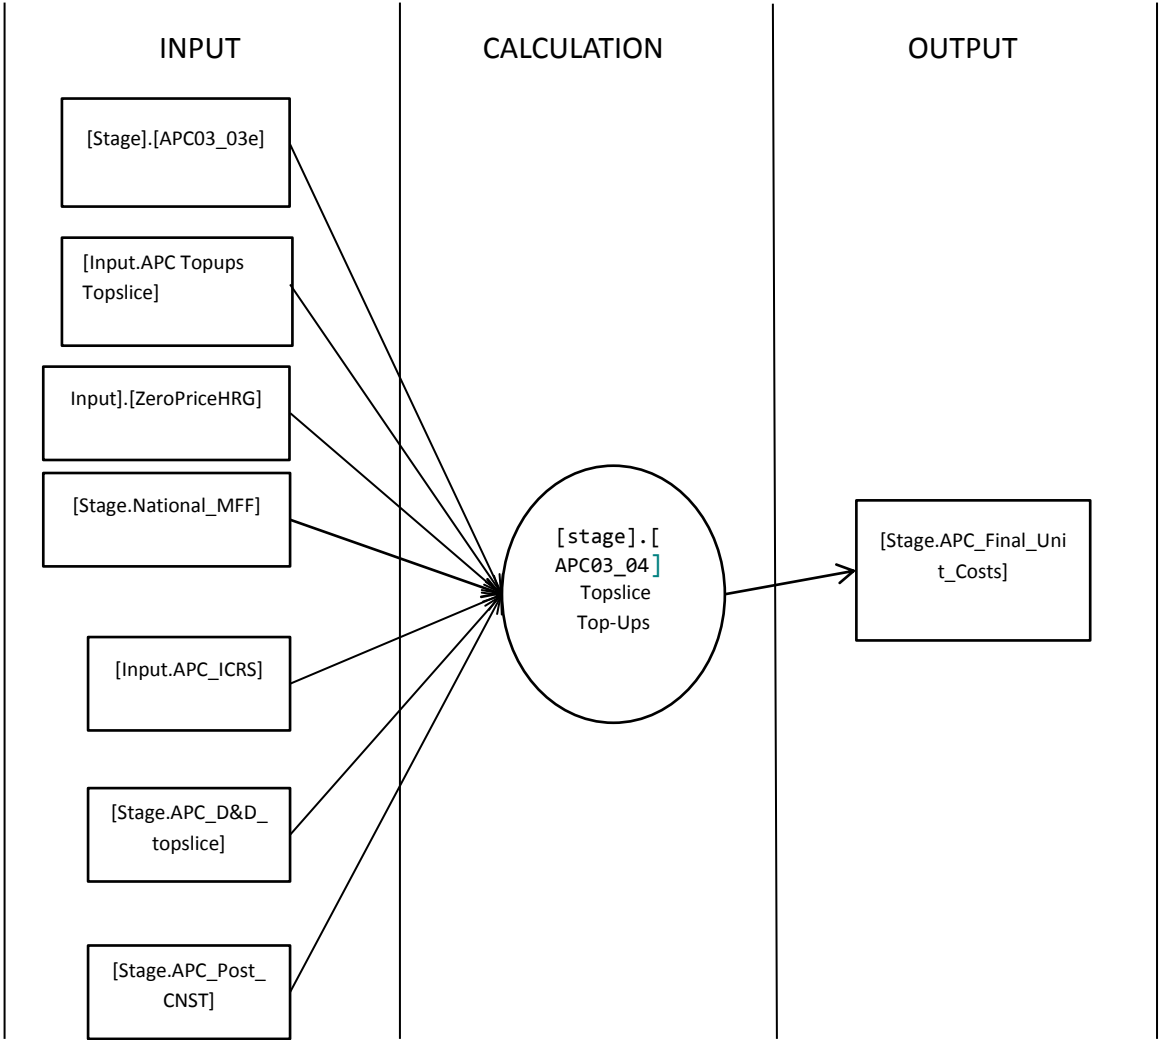 INPUT
CALCULATION
OUTPUT
[Stage].[APC03_03e]
[Input.APC Topups
Topslice]
Input].[ZeroPriceHRG]
[Stage.National_MFF]
[Input.APC_ICRS]
[Stage.APC_D&D_
topslice]
[Stage.APC_Post_
CNST]
[stage].[
APC03_04]
Topslice
Top-Ups
[Stage.APC_Final_Uni
t_Costs]